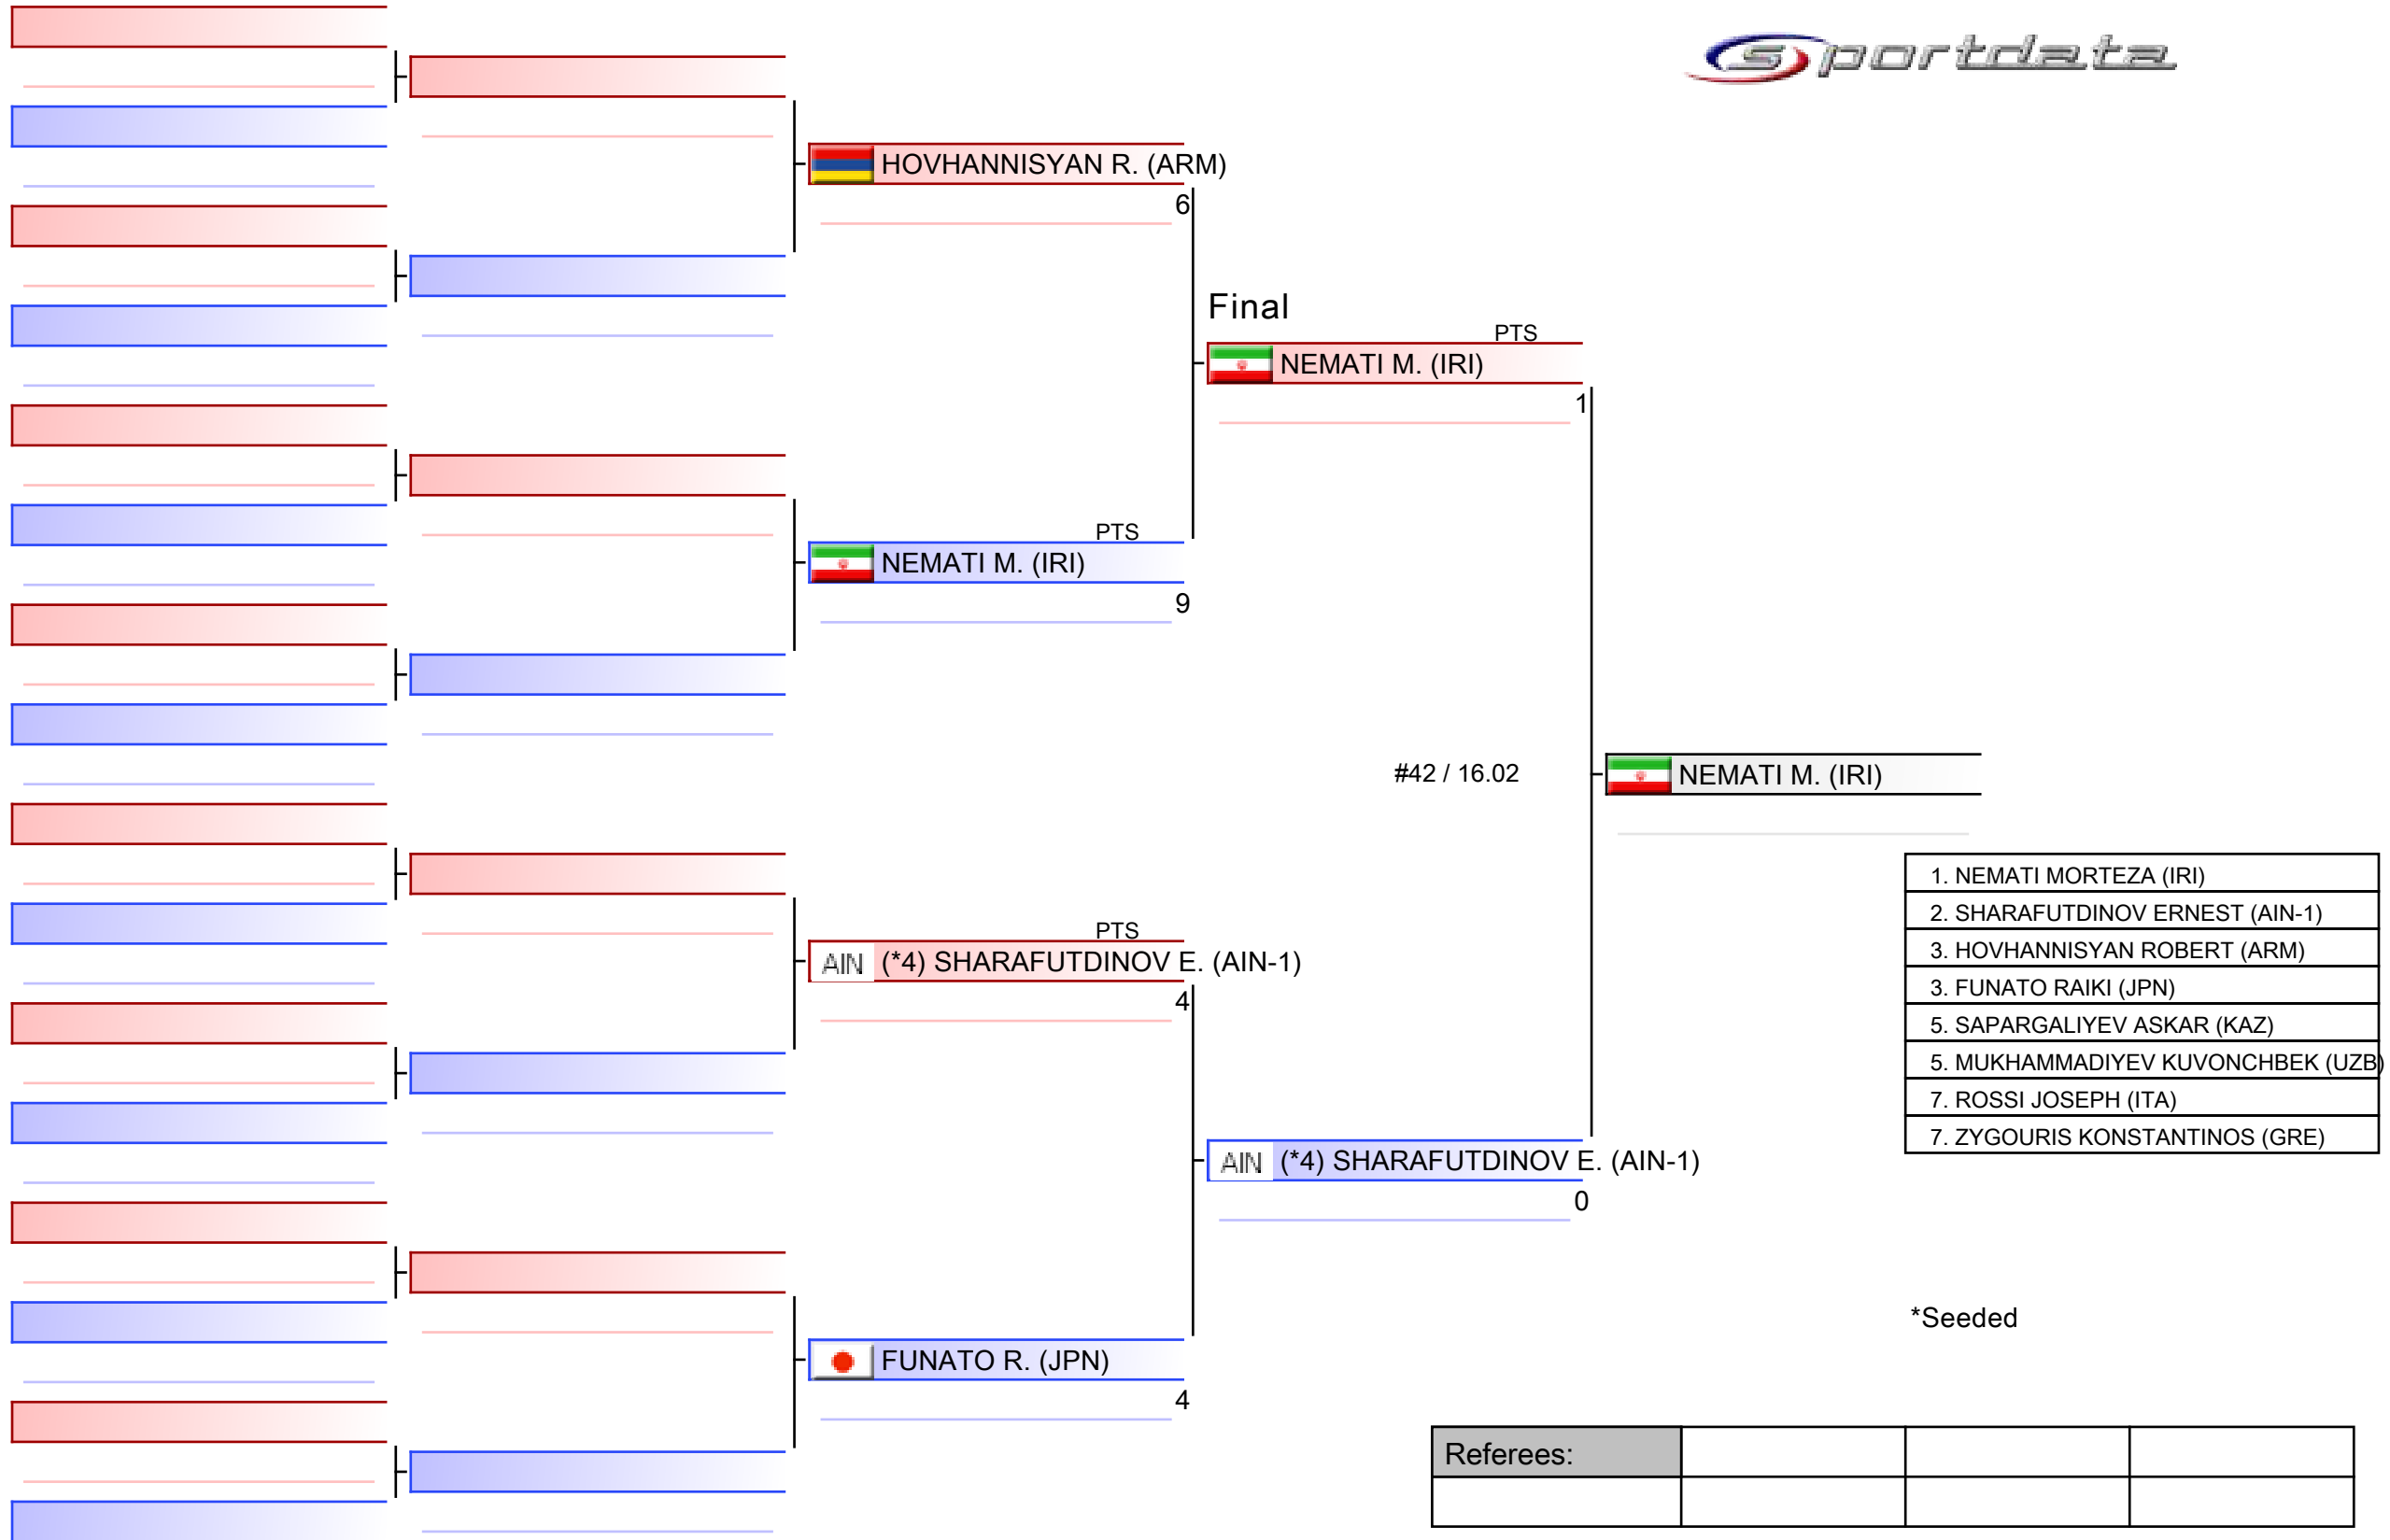 sportdata
HOVHANNISYAN R. (ARM)
6
Final
PTS
NEMATI M. (IRI)
1
PTS
NEMATI M. (IRI)
9
#42 / 16.02
NEMATI M. (IRI)
1. NEMATI MORTEZA (IRI)
2. SHARAFUTDINOV ERNEST (AIN-1)
3. HOVHANNISYAN ROBERT (ARM)
3. FUNATO RAIKI (JPN)
5. SAPARGALIYEV ASKAR (KAZ)
5. MUKHAMMADIYEV KUVONCHBEK (UZB)
7. ROSSI JOSEPH (ITA)
7. ZYGOURIS KONSTANTINOS (GRE)
PTS
AIN (*4) SHARAFUTDINOV E. (AIN-1)
4
AIN (*4) SHARAFUTDINOV E. (AIN-1)
0
*Seeded
FUNATO R. (JPN)
4
Referees: